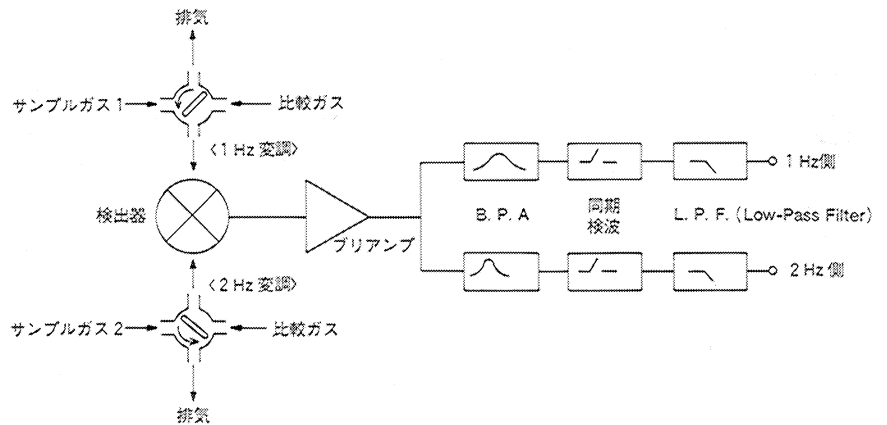 排気
サンプルガス1
比較ガス
〈1 Hz 変調〉
検出器
プリアンプ
B. P. A
同期
検波
L. P. F. (Low-Pass Filter)
1 Hz側
2 Hz 側
〈2 Hz 変調〉
サンプルガス2
比較ガス
排気